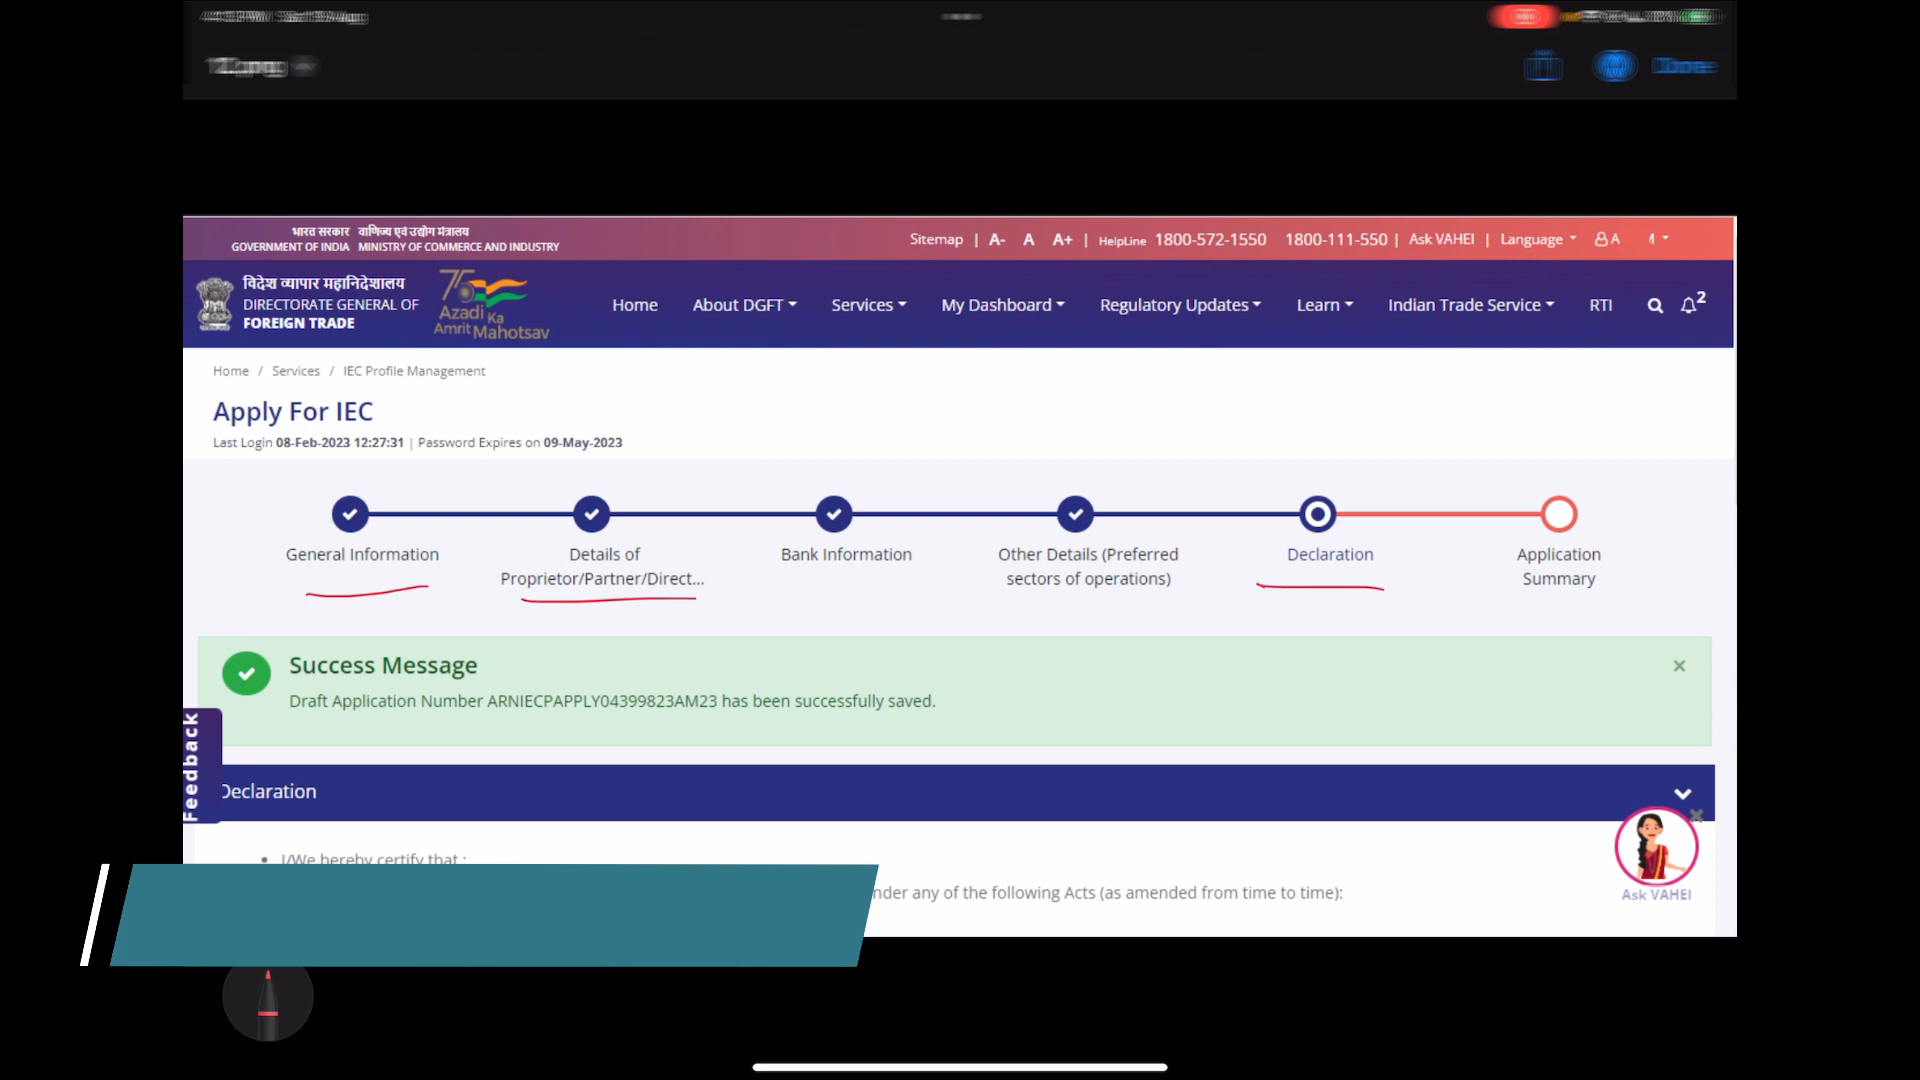 भारत सरकार वाणिज्य एवं उद्योग मंत्रालय
GOVERNMENT OF INDIA MINISTRY OF COMMERCE AND INDUSTRY
Sitemap | A- A A+ | HelpLine 1800-572-1550 1800-111-550 | Ask VAHEI | Language A
विदेश व्यापार महानिदेशालय
DIRECTORATE GENERAL OF
FOREIGN TRADE
75
Azadi Ka
Amrit Mahotsav
Home About DGFT Services My Dashboard Regulatory Updates Learn Indian Trade Service RTI 2
Home / Services / IEC Profile Management
Apply For IEC
Last Login 08-Feb-2023 12:27:31 | Password Expires on 09-May-2023
General Information
Details of
Proprietor/Partner/Direct...
Bank Information
Other Details (Preferred
sectors of operations)
Declaration
Application
Summary
Success Message
Draft Application Number ARNIECPAPPLY04399823AM23 has been successfully saved.
Feedback
Declaration
I/We hereby certify that :
any of the following Acts (as amended from time to time):
Ask VAHEI